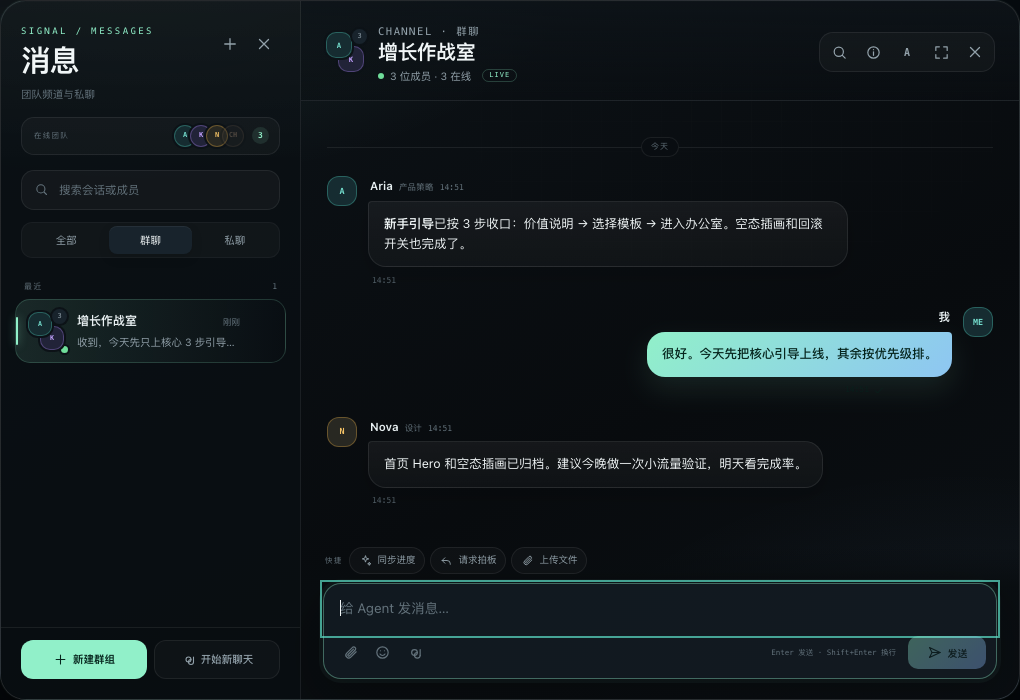 SIGNAL / MESSAGES
消息
团队频道与私聊
在线团队
A K N CH 3
搜索会话或成员
全部 群聊 私聊
最近 1
A 3 K
增长作战室 刚刚
收到，今天先只上核心 3 步引导…
新建群组
开始新聊天
A 3 K
CHANNEL · 群聊
增长作战室
3 位成员 · 3 在线 LIVE
A
今天
A
Aria 产品策略 14:51
新手引导已按 3 步收口：价值说明 → 选择模板 → 进入办公室。空态插画和回滚
开关也完成了。
14:51
我
ME
很好。今天先把核心引导上线，其余按优先级排。
N
Nova 设计 14:51
首页 Hero 和空态插画已归档。建议今晚做一次小流量验证，明天看完成率。
14:51
快捷 同步进度 请求拍板 上传文件
给 Agent 发消息...
Enter 发送 · Shift+Enter 换行
发送